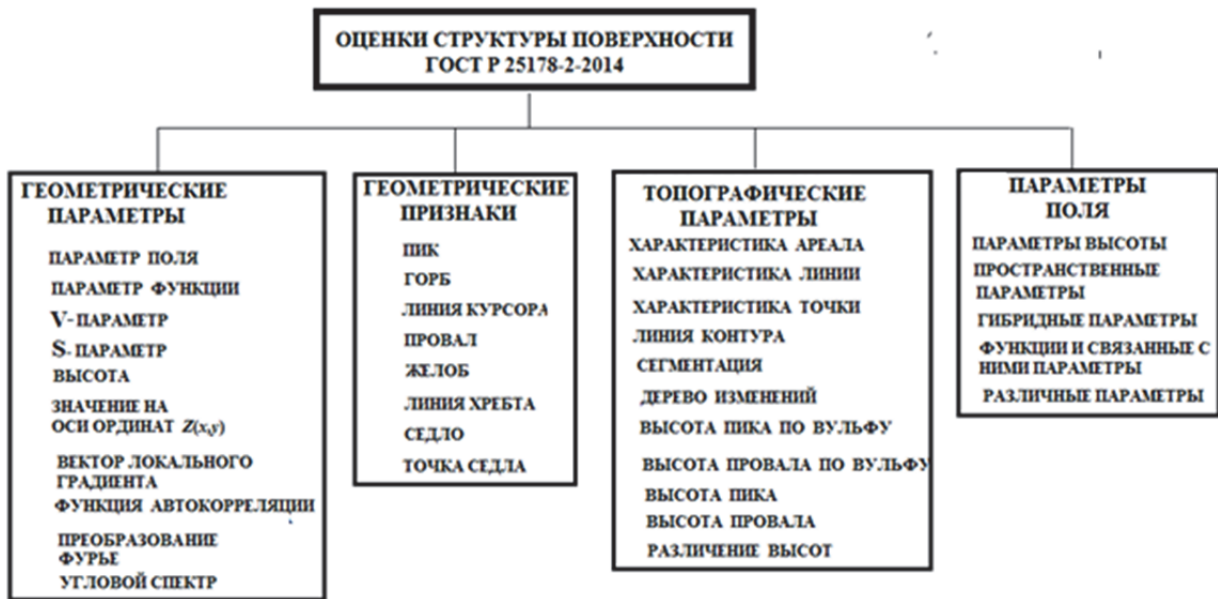 ОЦЕНКИ СТРУКТУРЫ ПОВЕРХНОСТИ
ГОСТ Р 25178-2-2014
ГЕОМЕТРИЧЕСКИЕ
ПАРАМЕТРЫ
ПАРАМЕТР ПОЛЯ
ПАРАМЕТР ФУНКЦИИ
V- ПАРАМЕТР
S- ПАРАМЕТР
ВЫСОТА
ЗНАЧЕНИЕ НА
ОСИ ОРДИНАТ Z(x,y)
ВЕКТОР ЛОКАЛЬНОГО
ГРАДИЕНТА
ФУНКЦИЯ АВТОКОРРЕЛЯЦИИ
ПРЕОБРАЗОВАНИЕ
ФУРЬЕ
УГЛОВОЙ СПЕКТР
ГЕОМЕТРИЧЕСКИЕ
ПРИЗНАКИ
ПИК
ГОРБ
ЛИНИЯ КУРСОРА
ПРОВАЛ
ЖЕЛОБ
ЛИНИЯ ХРЕБТА
СЕДЛО
ТОЧКА СЕДЛА
ТОПОГРАФИЧЕСКИЕ
ПАРАМЕТРЫ
ХАРАКТЕРИСТИКА АРЕАЛА
ХАРАКТЕРИСТИКА ЛИНИИ
ХАРАКТЕРИСТИКА ТОЧКИ
ЛИНИЯ КОНТУРА
СЕГМЕНТАЦИЯ
ДЕРЕВО ИЗМЕНЕНИЙ
ВЫСОТА ПИКА ПО ВУЛЬФУ
ВЫСОТА ПРОВАЛА ПО ВУЛЬФУ
ВЫСОТА ПИКА
ВЫСОТА ПРОВАЛА
РАЗЛИЧЕНИЕ ВЫСОТ
ПАРАМЕТРЫ
ПОЛЯ
ПАРАМЕТРЫ ВЫСОТЫ
ПРОСТРАНСТВЕННЫЕ
ПАРАМЕТРЫ
ГИБРИДНЫЕ ПАРАМЕТРЫ
ФУНКЦИИ И СВЯЗАННЫЕ С
НИМИ ПАРАМЕТРЫ
РАЗЛИЧНЫЕ ПАРАМЕТРЫ